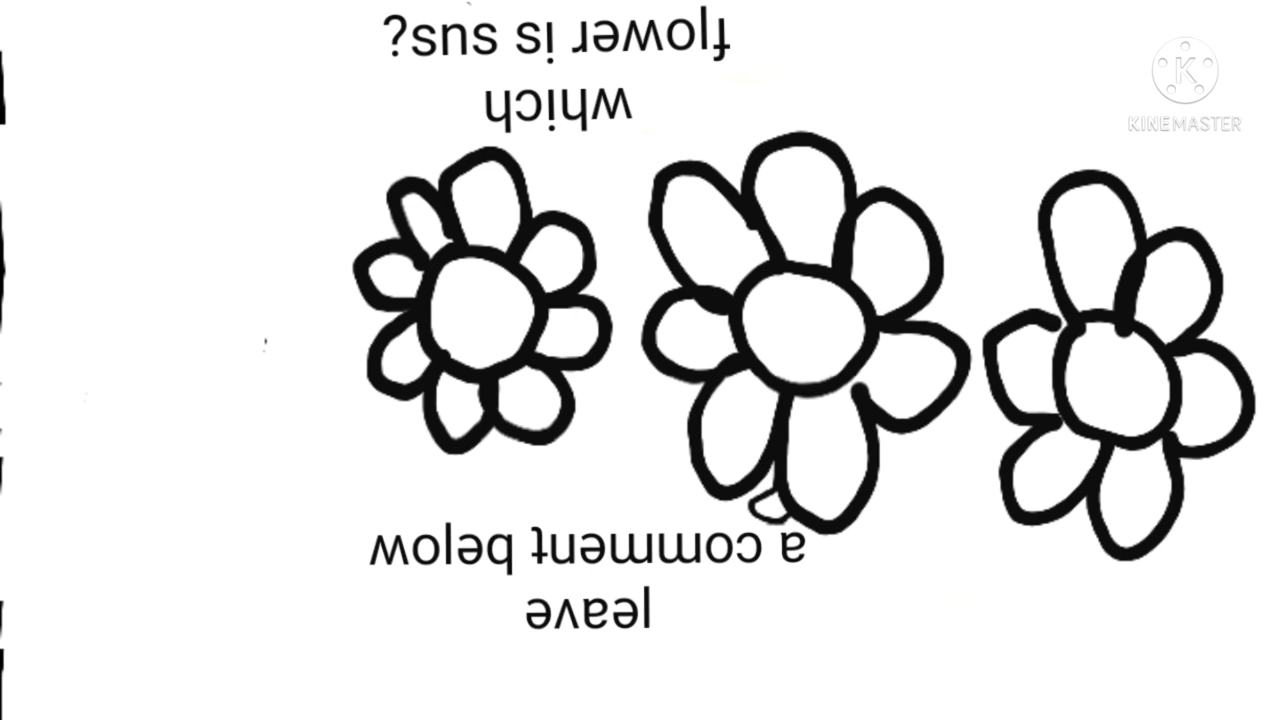 which
flower is sus?
leave
a comment below
K
KINEMASTER